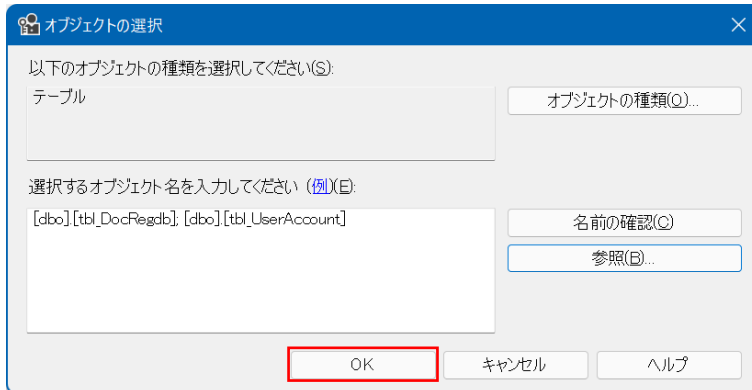 オブジェクトの選択
以下のオブジェクトの種類を選択してください(S):
テーブル
オブジェクトの種類(O)...
選択するオブジェクト名を入力してください (例)(E):
[dbo].[tbl_DocRegdb]; [dbo].[tbl_UserAccount]
名前の確認(C)
参照(B)...
OK
キャンセル
ヘルプ